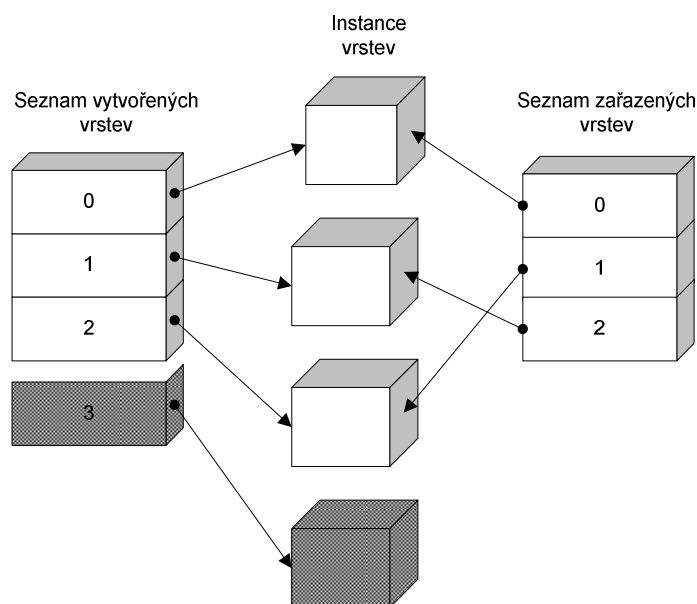 Instance
vrstev
Seznam vytvořených
vrstev
Seznam zařazených
vrstev
0
1
2
3
0
1
2